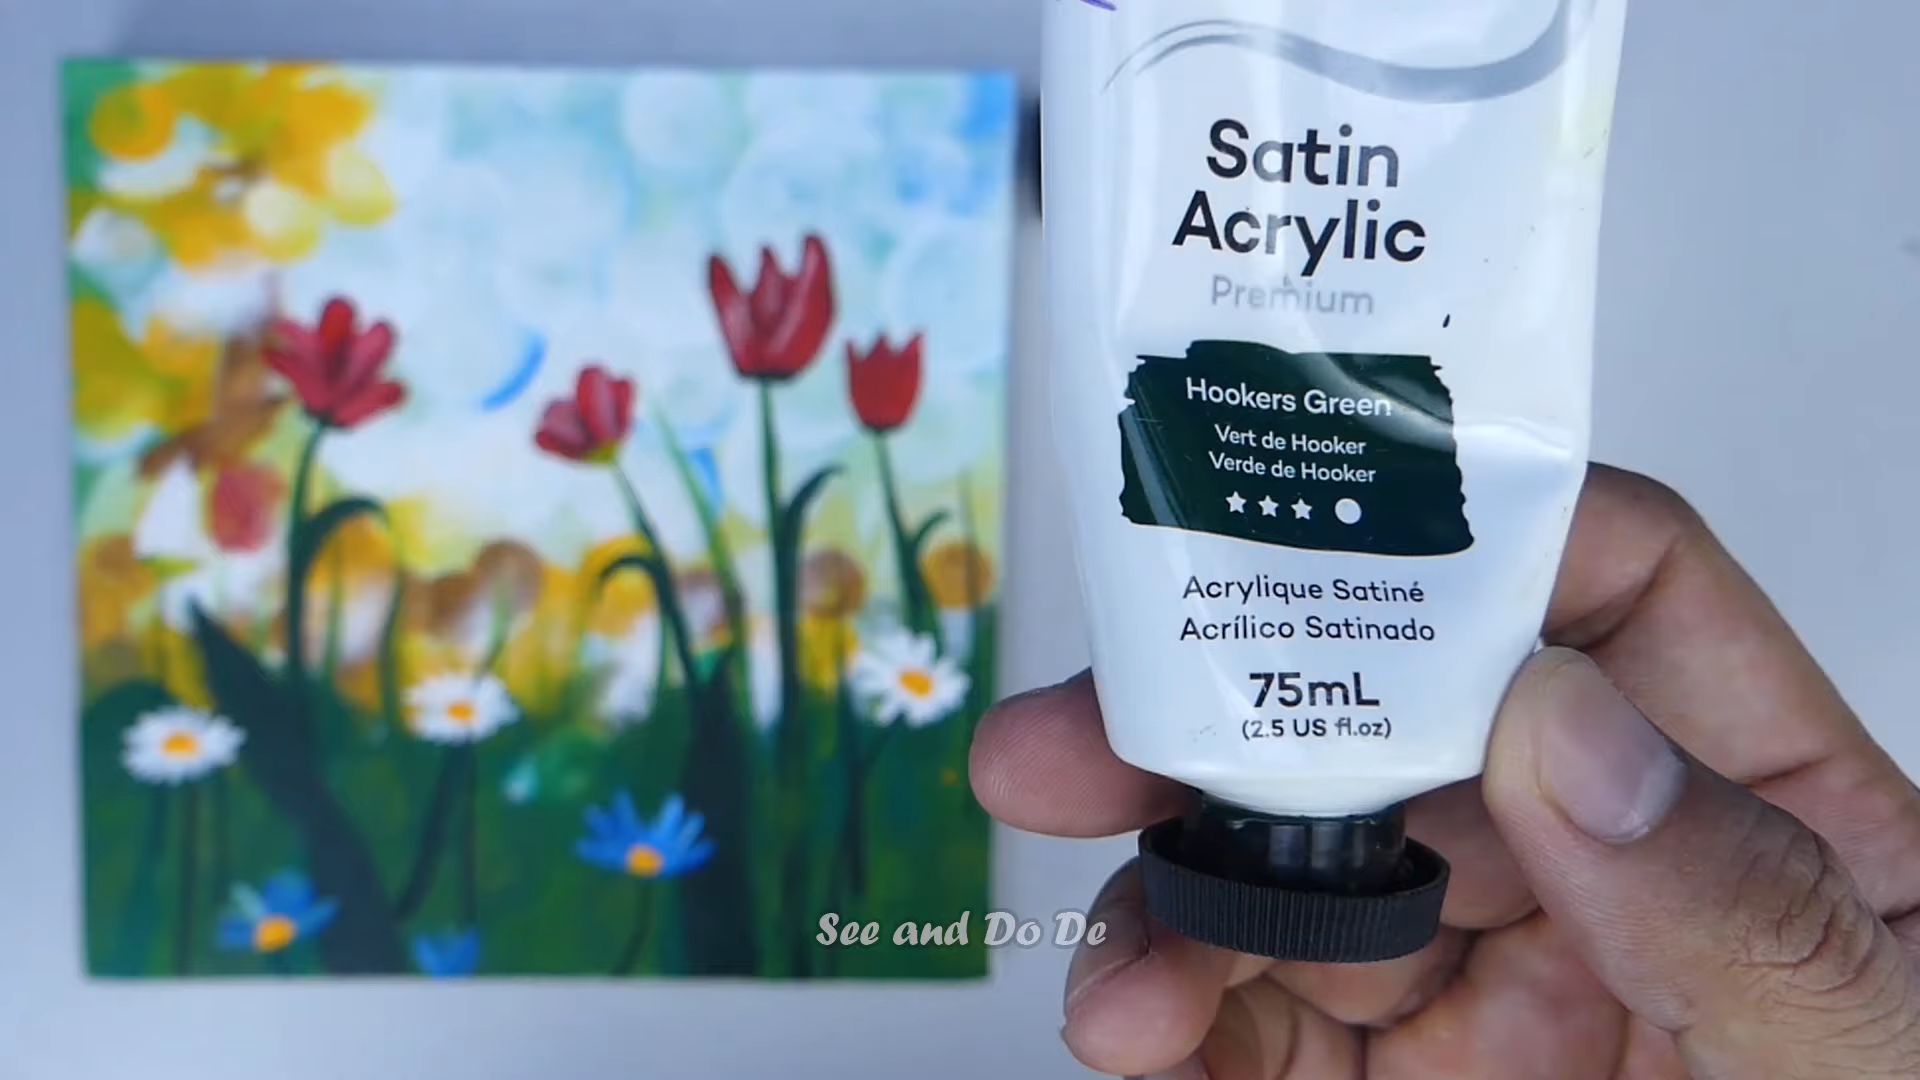 Satin
Acrylic
Premium
Hookers Green
Vert de Hooker
Verde de Hooker
Acrylique Satiné
Acrílico Satinado
75mL
(2.5 US fl.oz)
See and Do De